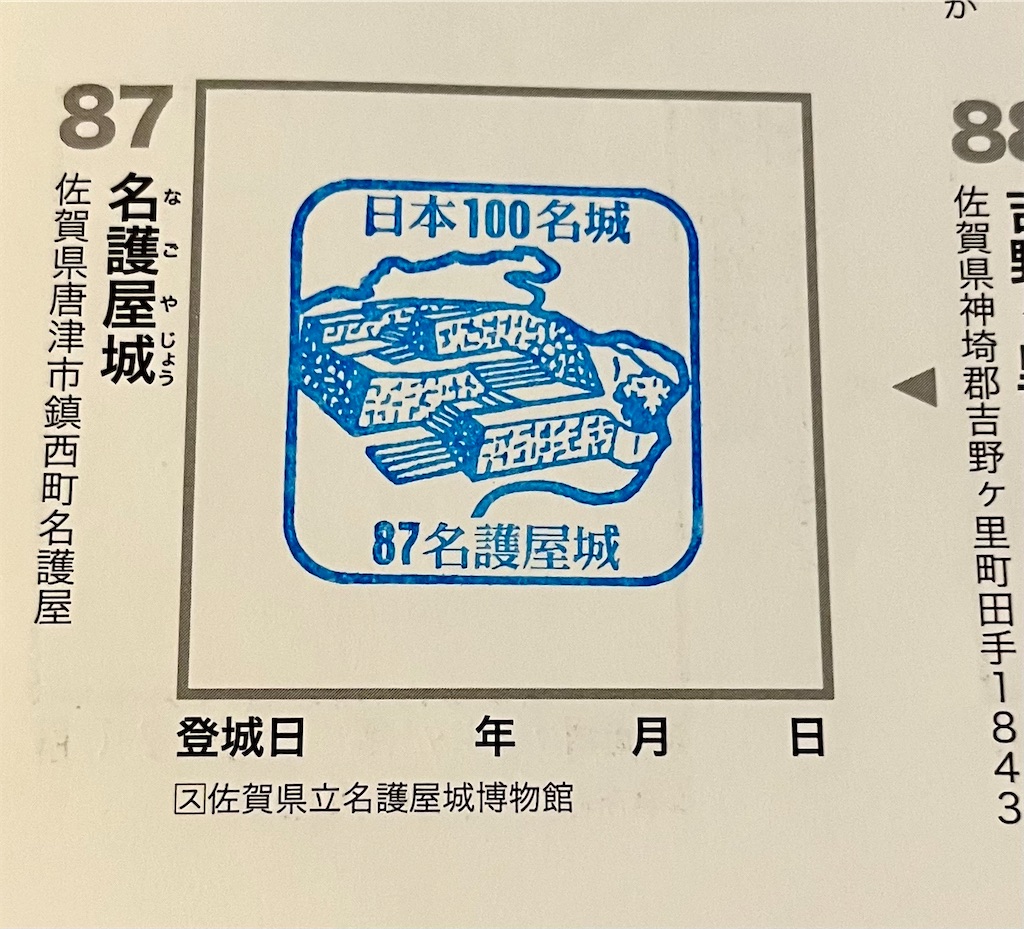 87
名護屋城
なごやじょう
佐賀県唐津市鎮西町名護屋
日本100名城
87名護屋城
登城日 年 月 日
ス佐賀県立名護屋城博物館
か
88
佐賀県神埼郡吉野ヶ里町田手1843